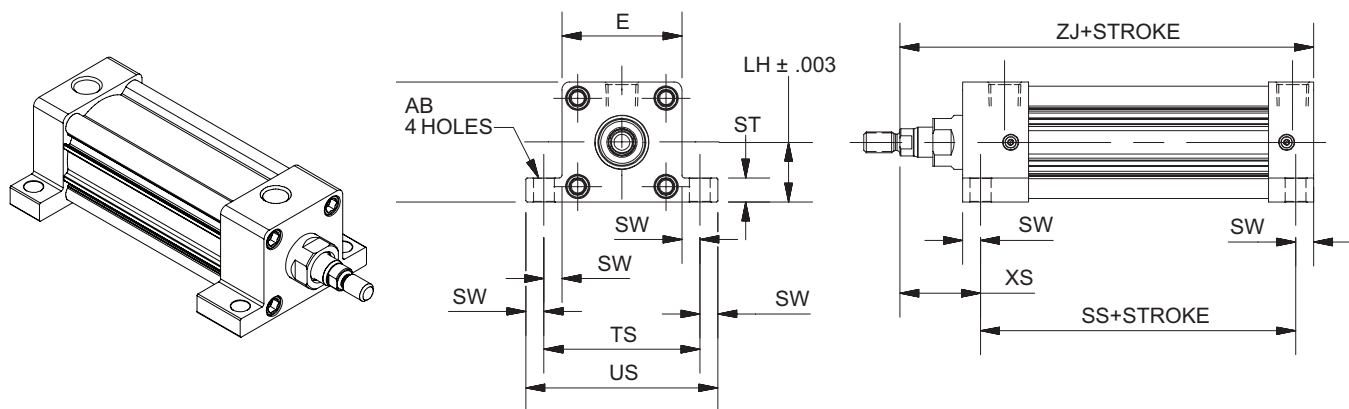 E
ZJ+STROKE
LH ± .003
AB
4 HOLES
ST
SW
SW
SW
SW
SW
SW
XS
TS
SS+STROKE
US